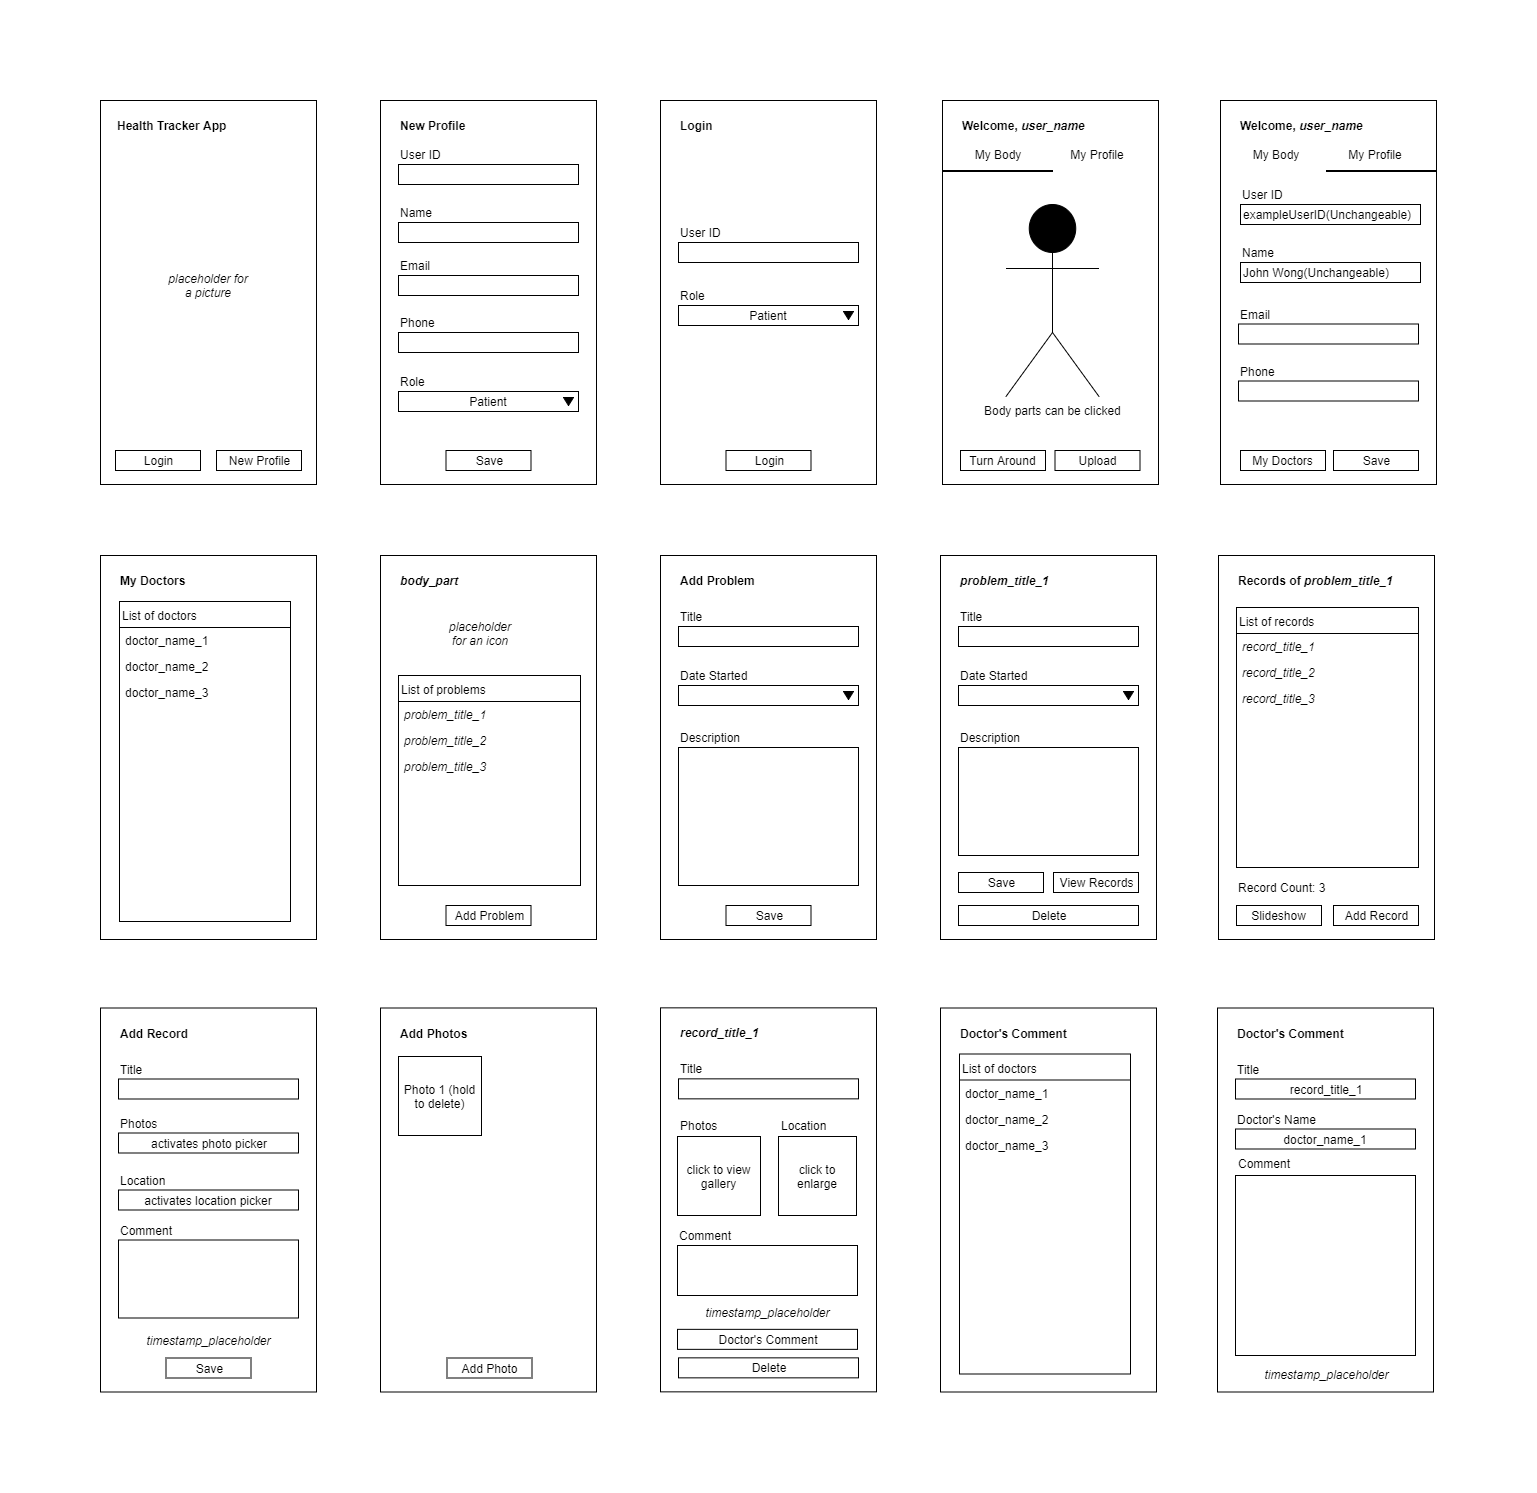 Health Tracker App
placeholder for
a picture
Login
New Profile
New Profile
User ID
Name
Email
Phone
Role
Patient
Save
Login
User ID
Role
Patient
Login
Welcome, user_name
My Body
My Profile
Body parts can be clicked
Turn Around
Upload
Welcome, user_name
My Body
My Profile
User ID
exampleUserID(Unchangeable)
Name
John Wong(Unchangeable)
Email
Phone
My Doctors
Save
My Doctors
List of doctors
doctor_name_1
doctor_name_2
doctor_name_3
body_part
placeholder
for an icon
List of problems
problem_title_1
problem_title_2
problem_title_3
Add Problem
Add Problem
Title
Date Started
Description
Save
problem_title_1
Title
Date Started
Description
Save
View Records
Delete
Records of problem_title_1
List of records
record_title_1
record_title_2
record_title_3
Record Count: 3
Slideshow
Add Record
Add Record
Title
Photos
activates photo picker
Location
activates location picker
Comment
timestamp_placeholder
Save
Add Photos
Photo 1 (hold
to delete)
Add Photo
record_title_1
Title
Photos
Location
click to view
gallery
click to
enlarge
Comment
timestamp_placeholder
Doctor's Comment
Delete
Doctor's Comment
List of doctors
doctor_name_1
doctor_name_2
doctor_name_3
Doctor's Comment
Title
record_title_1
Doctor's Name
doctor_name_1
Comment
timestamp_placeholder